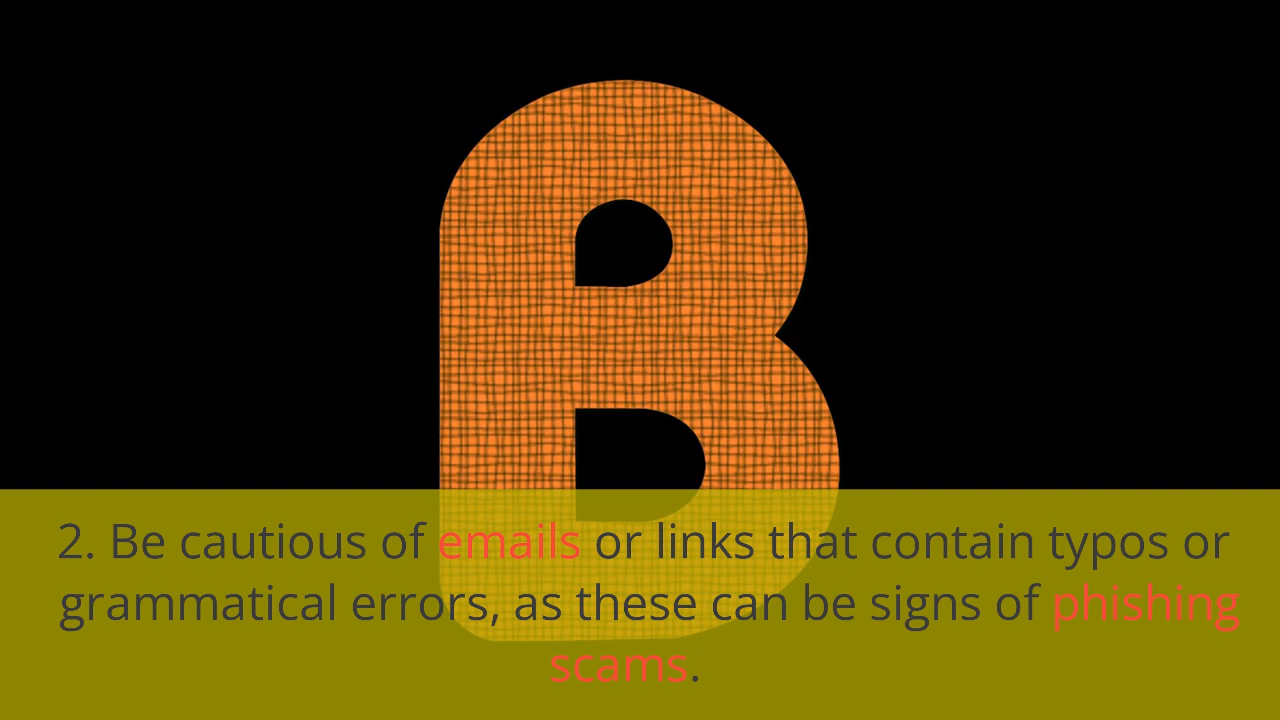 B
2. Be cautious of emails or links that contain typos or
grammatical errors, as these can be signs of phishing
scams.